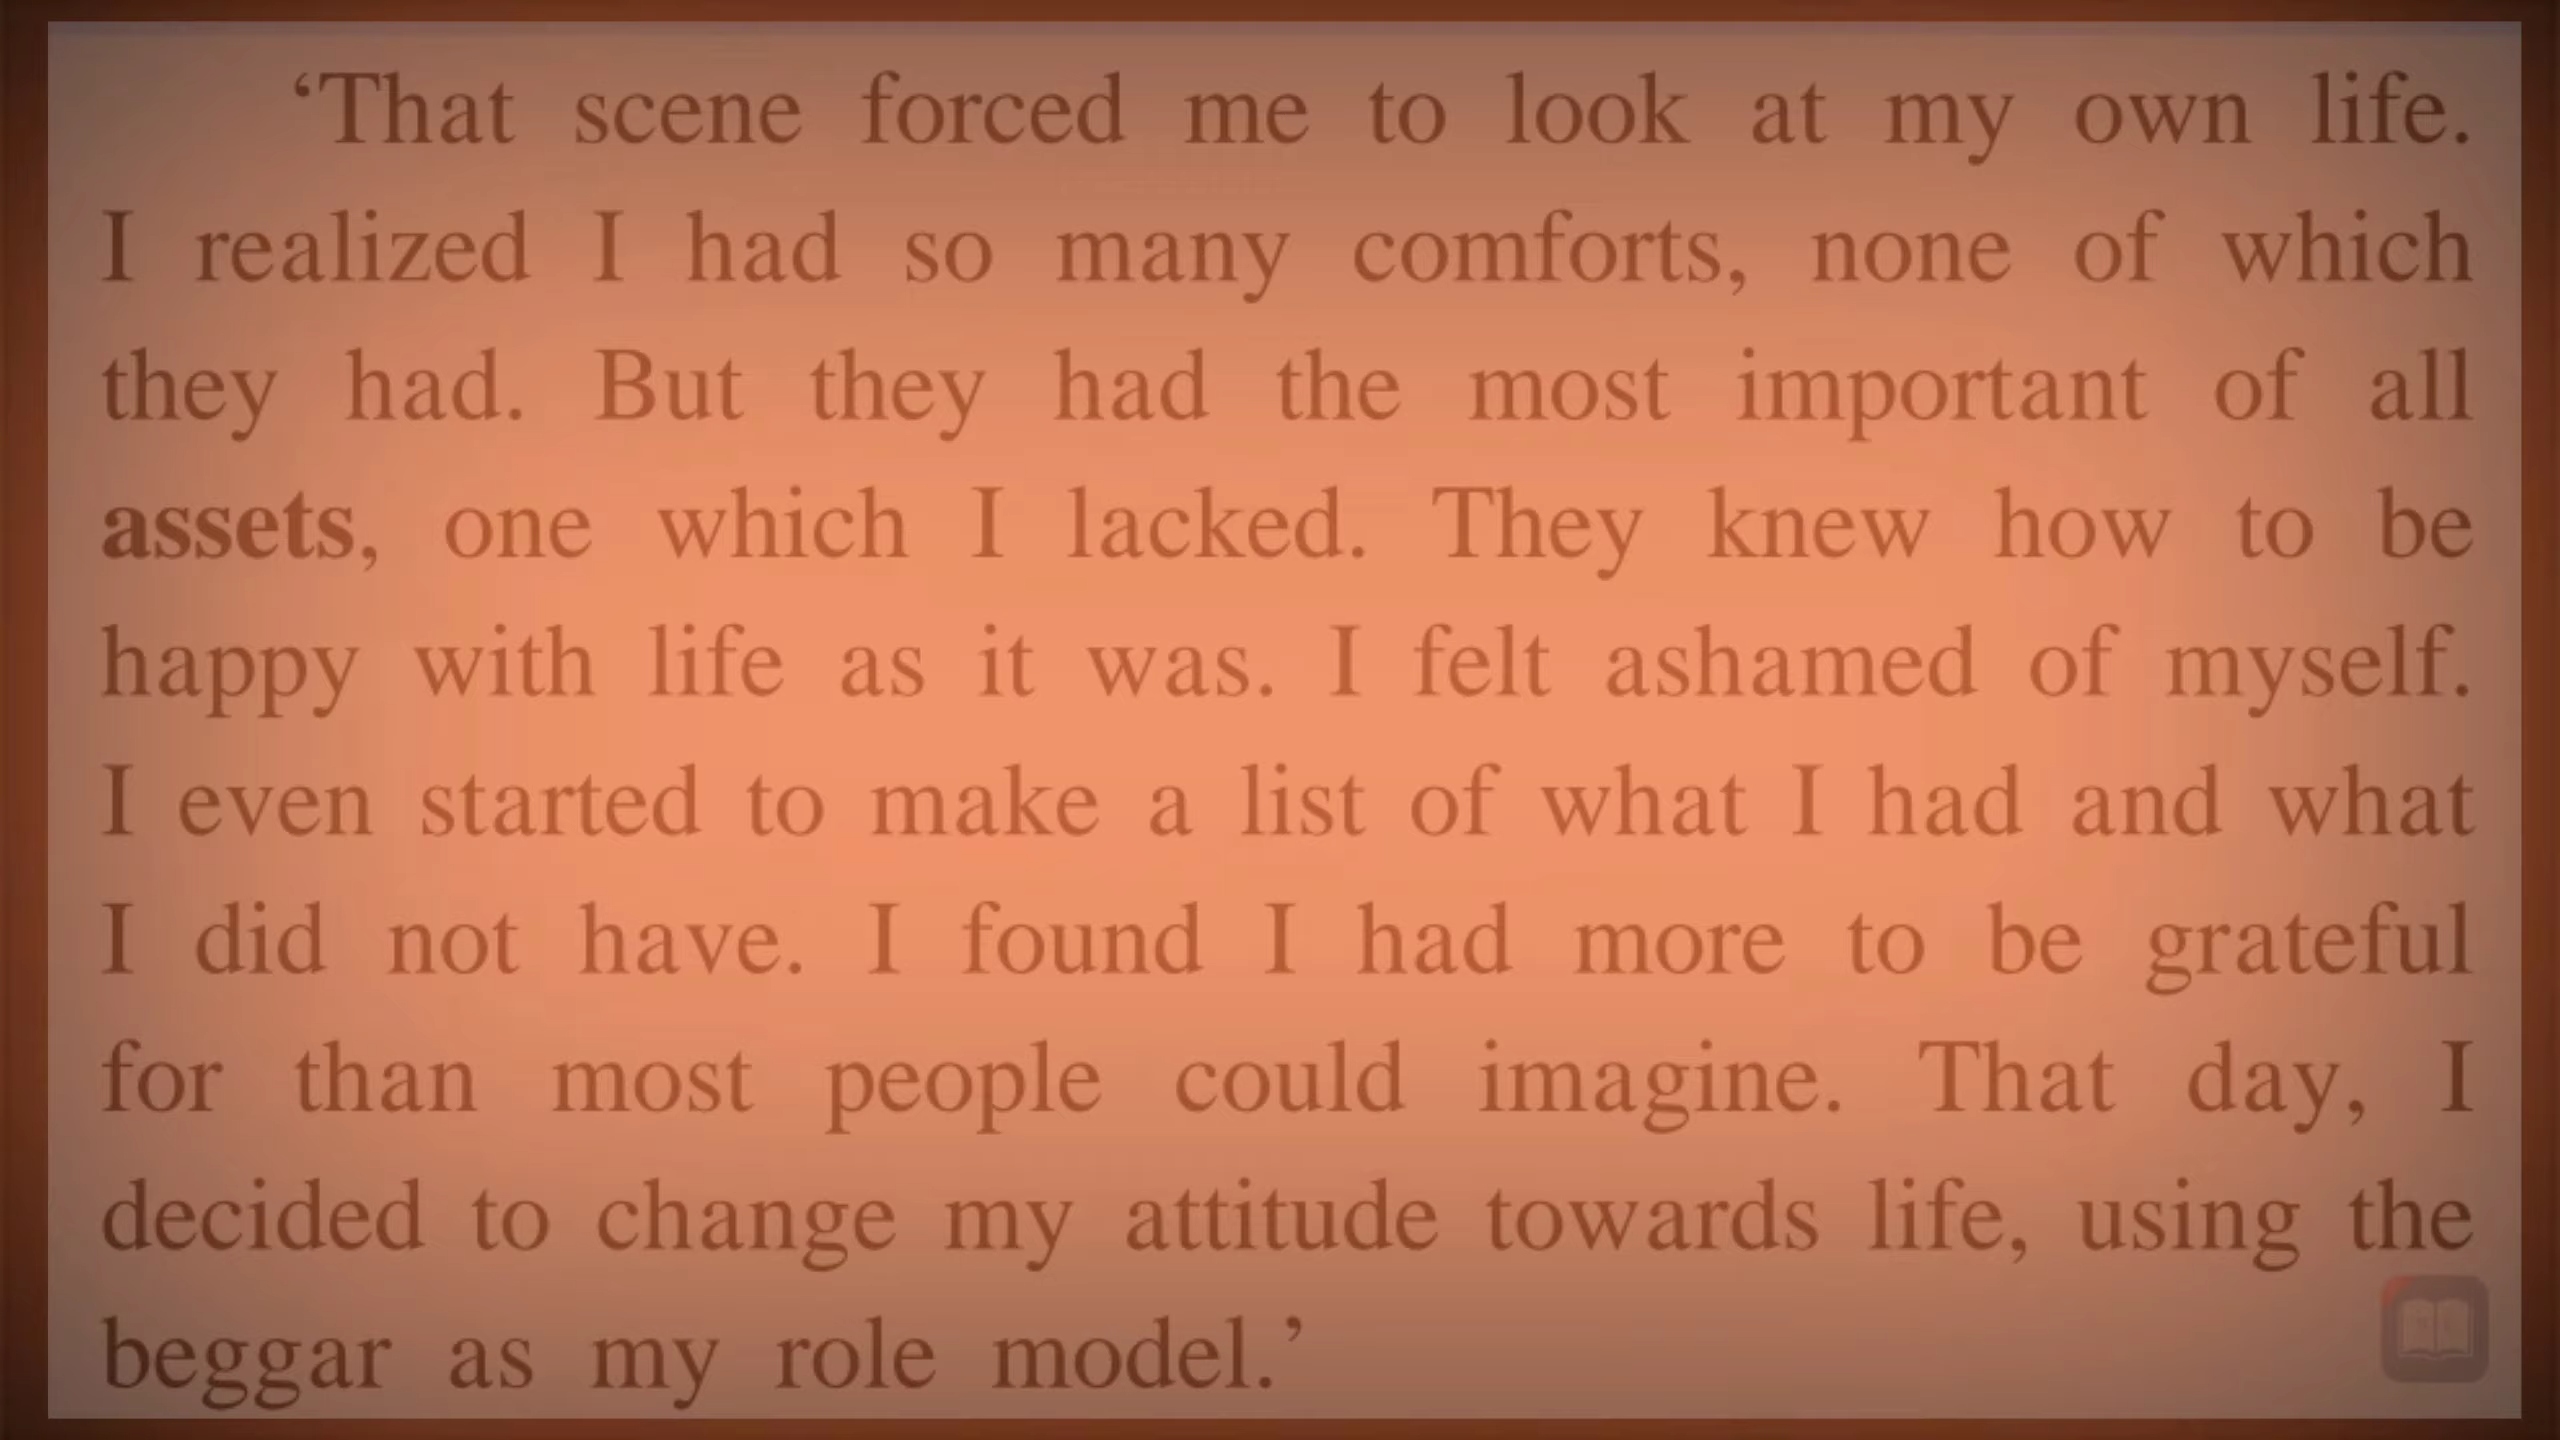 ‘That scene forced me to look at my own life.
I realized I had so many comforts, none of which
they had. But they had the most important of all
assets, one which I lacked. They knew how to be
happy with life as it was. I felt ashamed of myself.
I even started to make a list of what I had and what
I did not have. I found I had more to be grateful
for than most people could imagine. That day, I
decided to change my attitude towards life, using the
beggar as my role model.’